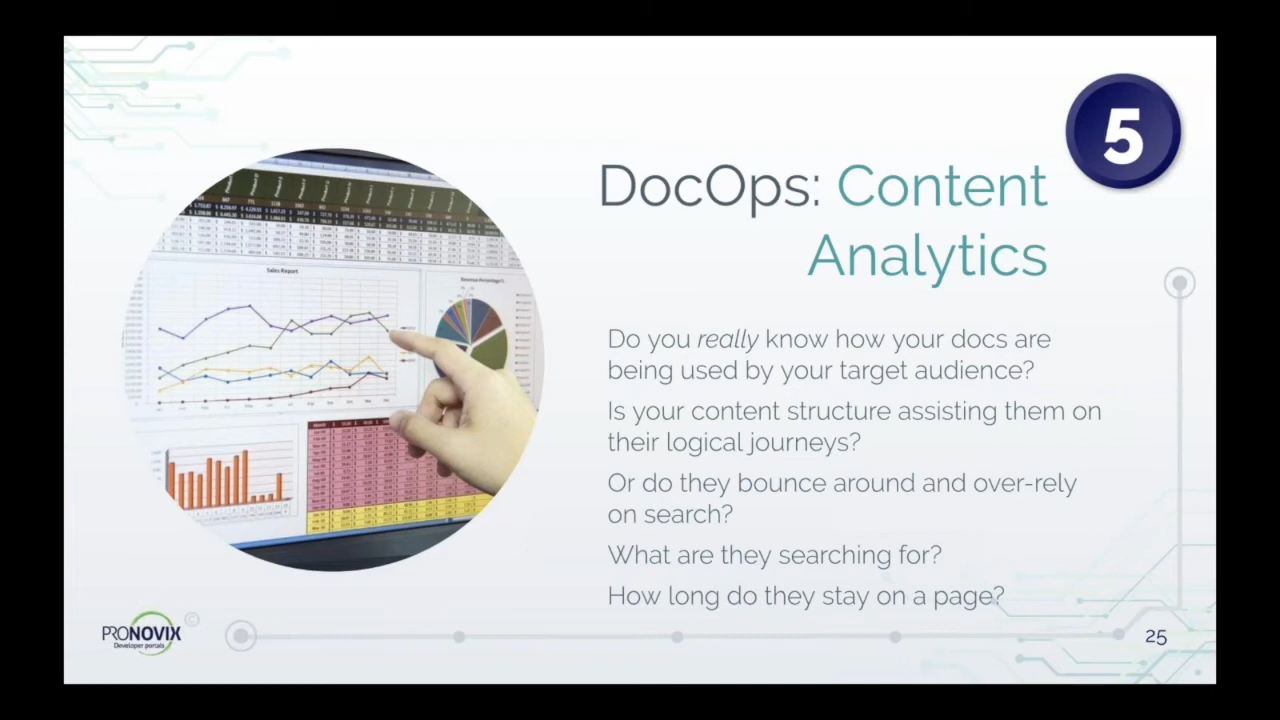 5
DocOps: Content
Analytics
Sales Report
Do you really know how your docs are
being used by your target audience?
Is your content structure assisting them on
their logical journeys?
Or do they bounce around and over-rely
on search?
What are they searching for?
How long do they stay on a page?
PRONOVIX ©
Developer portals
25